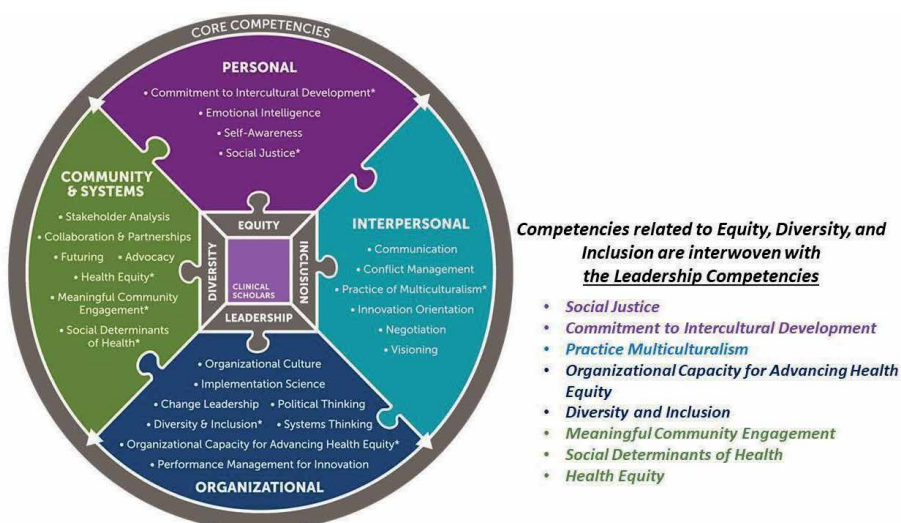 CORE COMPETENCIES
PERSONAL
• Commitment to Intercultural Development*
• Emotional Intelligence
• Self-Awareness
• Social Justice*
COMMUNITY
& SYSTEMS
• Stakeholder Analysis
• Collaboration & Partnerships
• Futuring • Advocacy
• Health Equity*
• Meaningful Community
Engagement*
• Social Determinants
of Health*
EQUITY
DIVERSITY
INCLUSION
CLINICAL
SCHOLARS
LEADERSHIP
INTERPERSONAL
• Communication
• Conflict Management
• Practice of Multiculturalism*
• Innovation Orientation
• Negotiation
• Visioning
• Organizational Culture
• Implementation Science
• Change Leadership • Political Thinking
• Diversity & Inclusion* • Systems Thinking
• Organizational Capacity for Advancing Health Equity*
• Performance Management for Innovation
ORGANIZATIONAL
Competencies related to Equity, Diversity, and
Inclusion are interwoven with
the Leadership Competencies
• Social Justice
• Commitment to Intercultural Development
• Practice Multiculturalism
• Organizational Capacity for Advancing Health
Equity
• Diversity and Inclusion
• Meaningful Community Engagement
• Social Determinants of Health
• Health Equity